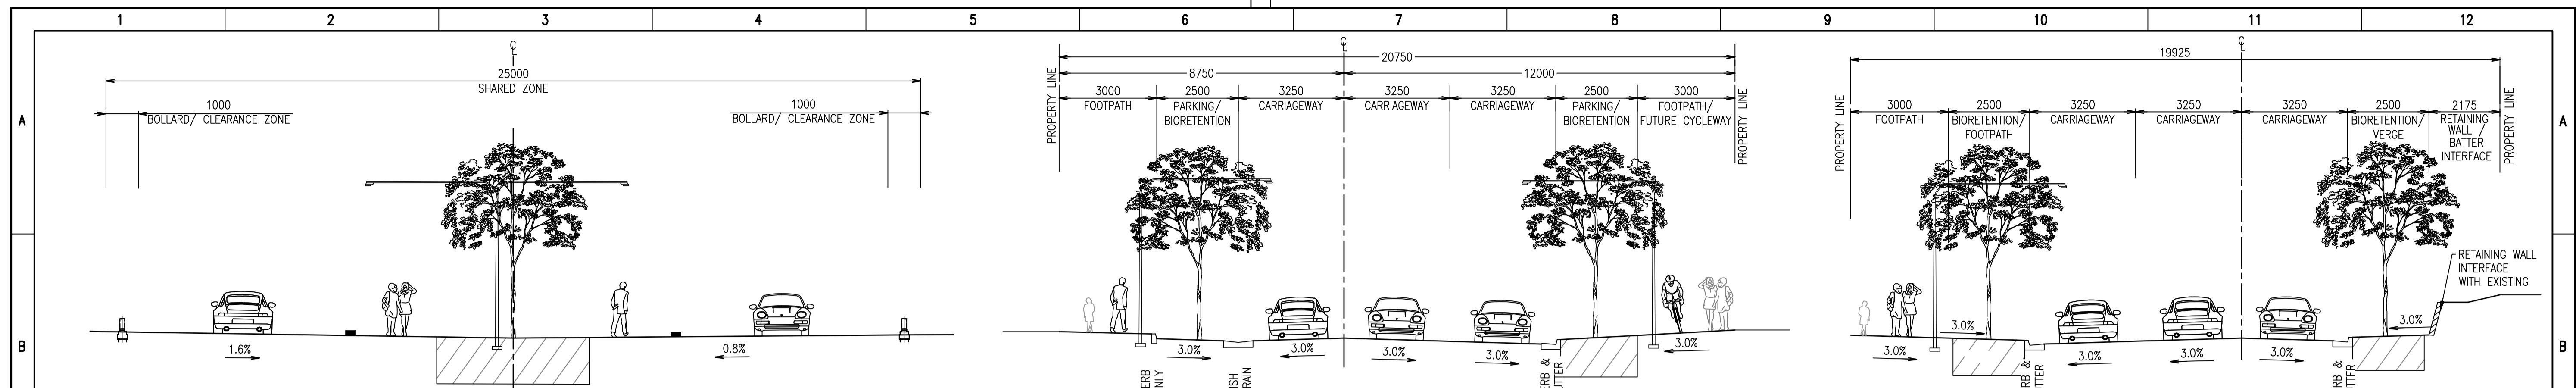 1 2 3 4 5 6 7 8 9 10 11 12
A
B
25000
SHARED ZONE
1000
BOLLARD/ CLEARANCE ZONE
1000
BOLLARD/ CLEARANCE ZONE
1.6%
0.8%
20750
8750
12000
PROPERTY LINE
3000
FOOTPATH
2500
PARKING/
BIORETENTION
3250
CARRIAGEWAY
3250
CARRIAGEWAY
3250
CARRIAGEWAY
2500
PARKING/
BIORETENTION
3000
FOOTPATH/
FUTURE CYCLEWAY
PROPERTY LINE
3.0%
3.0%
3.0%
3.0%
3.0%
19925
PROPERTY LINE
3000
FOOTPATH
2500
BIORETENTION/
FOOTPATH
3250
CARRIAGEWAY
3250
CARRIAGEWAY
3250
CARRIAGEWAY
2500
BIORETENTION/
VERGE
2175
RETAINING
WALL /
BATTER
INTERFACE
PROPERTY LINE
RETAINING WALL
INTERFACE
WITH EXISTING
3.0%
3.0%
3.0%
3.0%
3.0%
3.0%
A
B